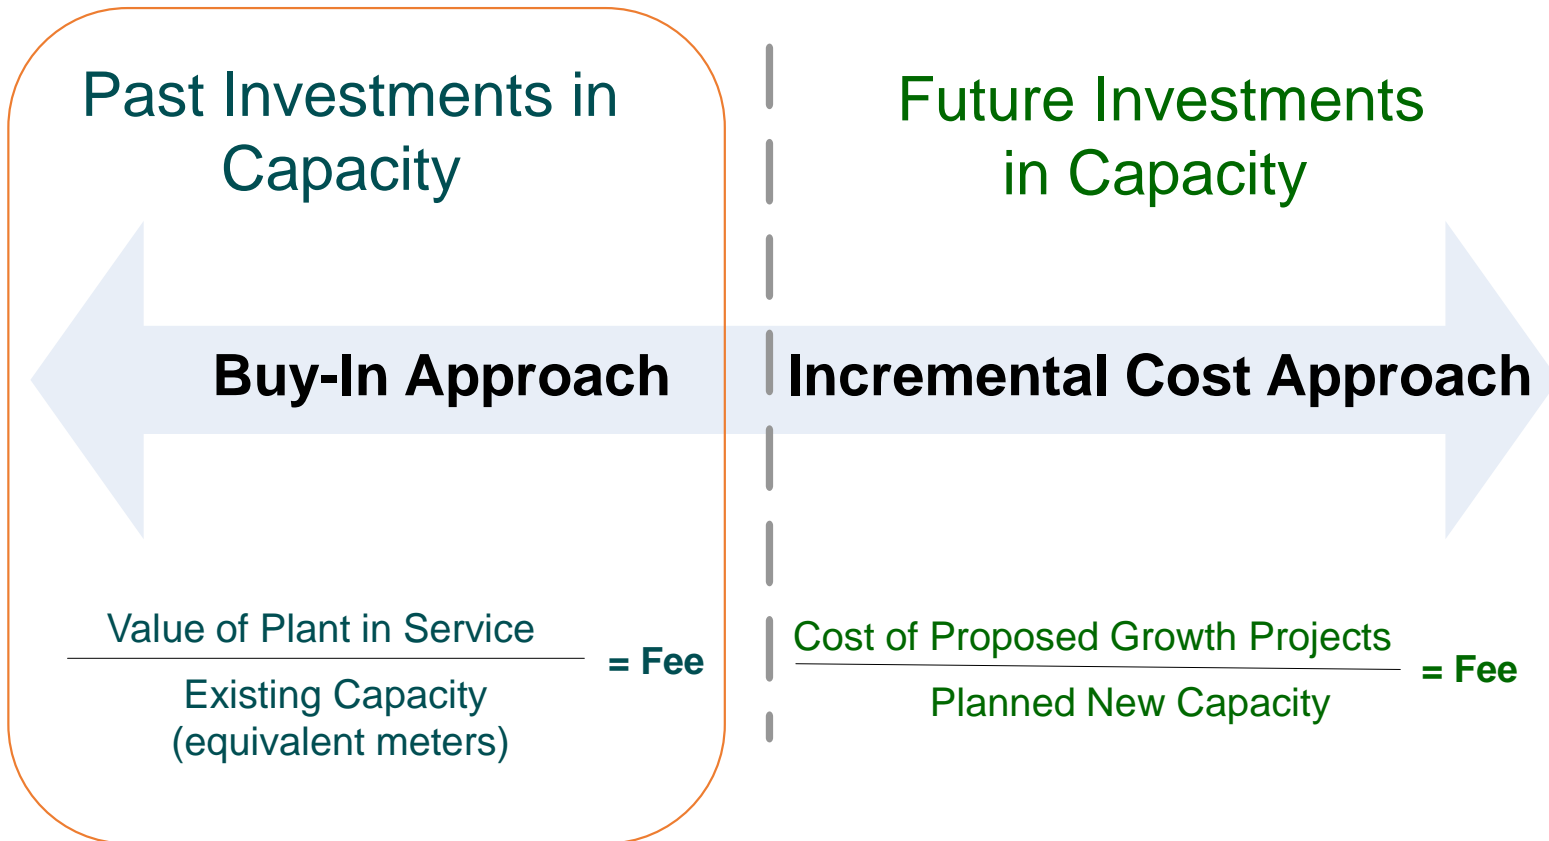 Past Investments in
Capacity
Future Investments
in Capacity
Buy-In Approach
Incremental Cost Approach
Value of Plant in Service
Existing Capacity
(equivalent meters)
= Fee
Cost of Proposed Growth Projects
Planned New Capacity
= Fee